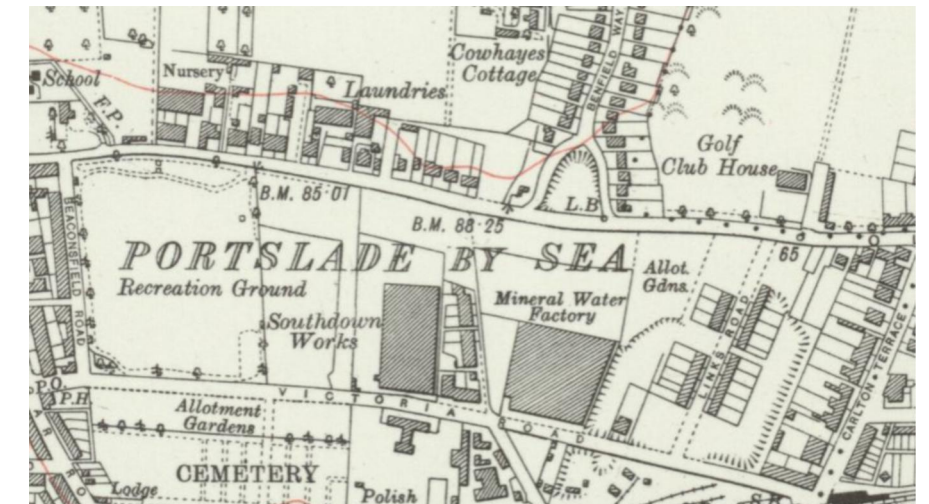 Cowhayes
Cottage
BENFIELD WAY
School
Nursery
Laundries
F.P.
Golf
Club House
B.M. 85·01
L.B
B.M. 88·25
65
BEACONSFIELD ROAD
PORTSLADE BY SEA
Recreation Ground
Allot.
Gdns.
Mineral Water
Factory
Southdown
Works
LINKS ROAD
CARLTON TERRACE
P.O.
P.H.
VICTORIA ROAD
Allotment
Gardens
CEMETERY
Lodge
Polish